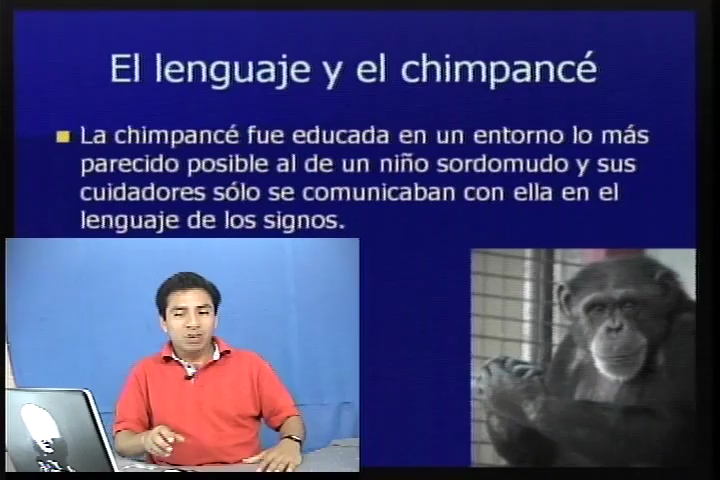 El lenguaje y el chimpancé
La chimpancé fue educada en un entorno lo más
parecido posible al de un niño sordomudo y sus
cuidadores sólo se comunicaban con ella en el
lenguaje de los signos.